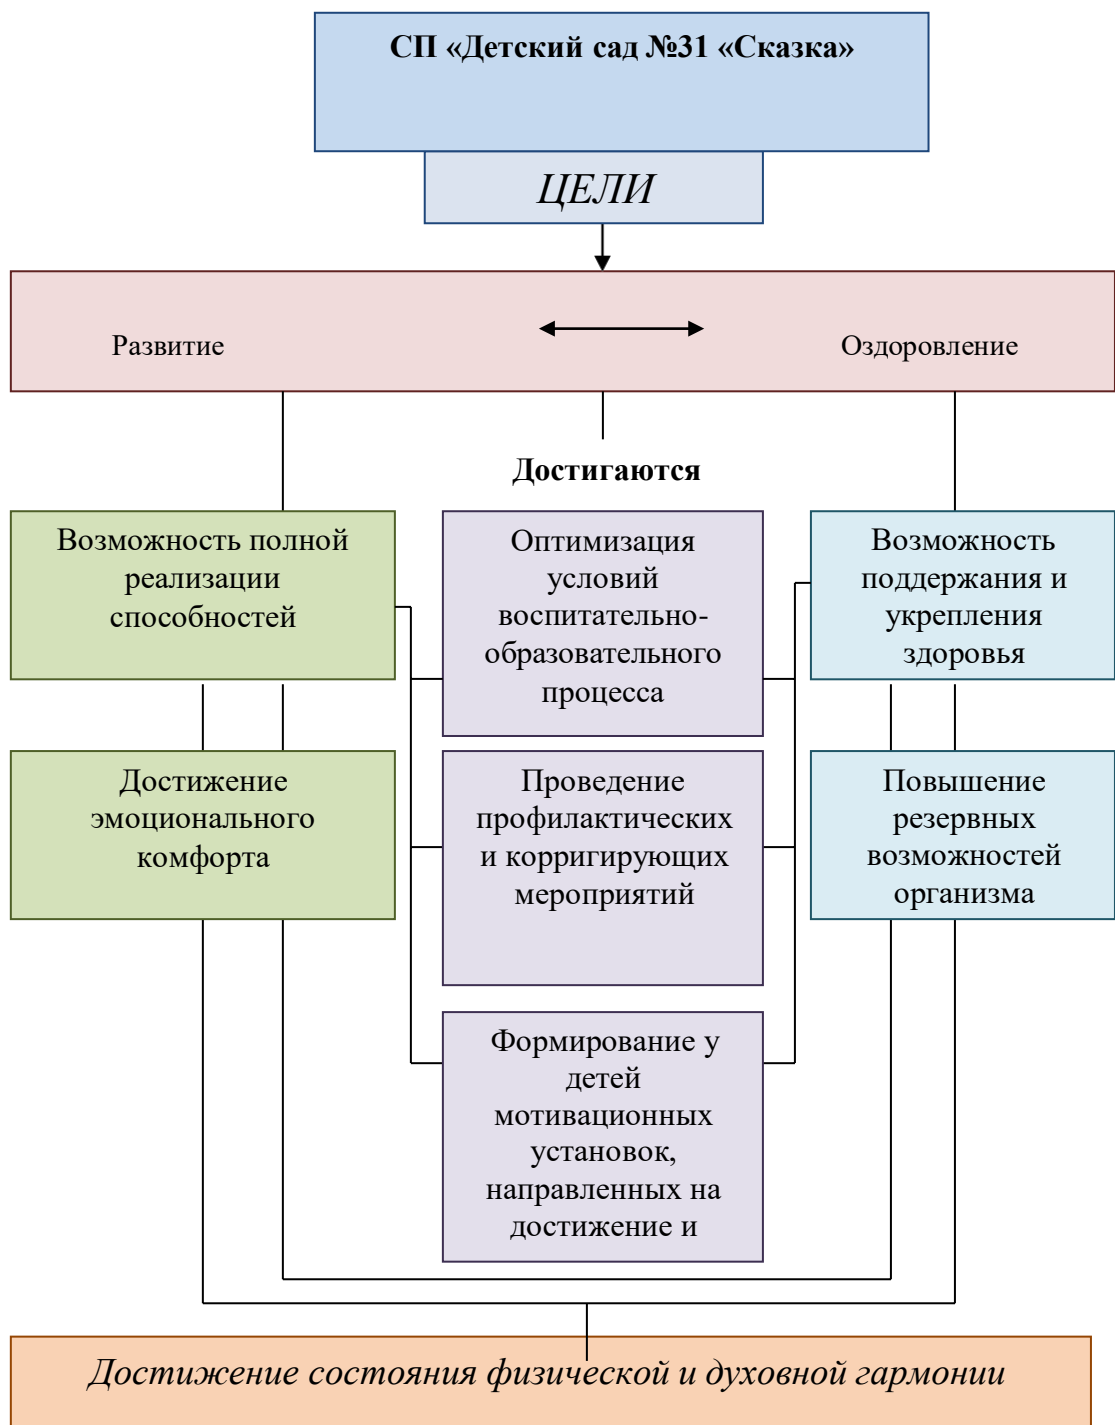 СП «Детский сад №31 «Сказка»
ЦЕЛИ
Развитие
Оздоровление
Достигаются
Возможность полной
реализации
способностей
Оптимизация
условий
воспитательно-
образовательного
процесса
Возможность
поддержания и
укрепления
здоровья
Достижение
эмоционального
комфорта
Проведение
профилактических
и корригирующих
мероприятий
Повышение
резервных
возможностей
организма
Формирование у
детей
мотивационных
установок,
направленных на
достижение и
Достижение состояния физической и духовной гармонии